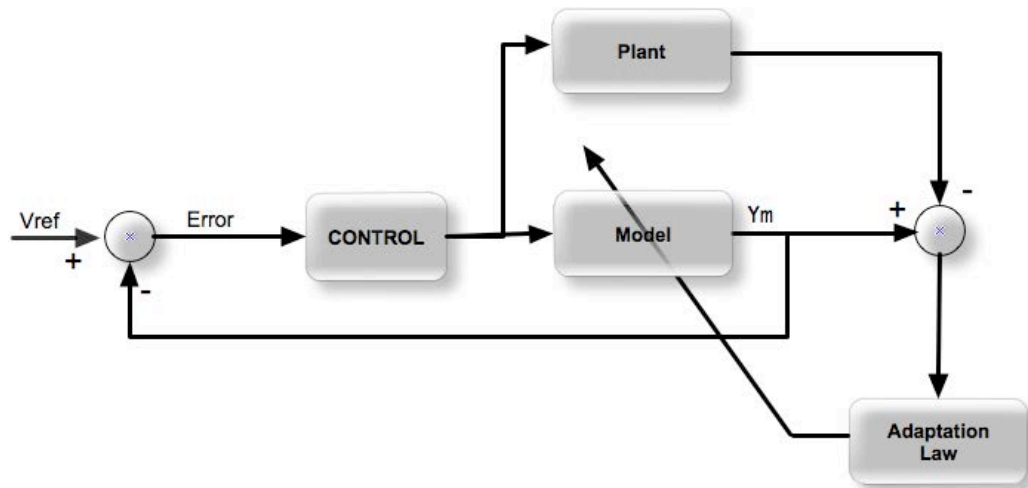 Plant
-
Vref
Error
CONTROL
Model
Ym
+
+
-
Adaptation
Law